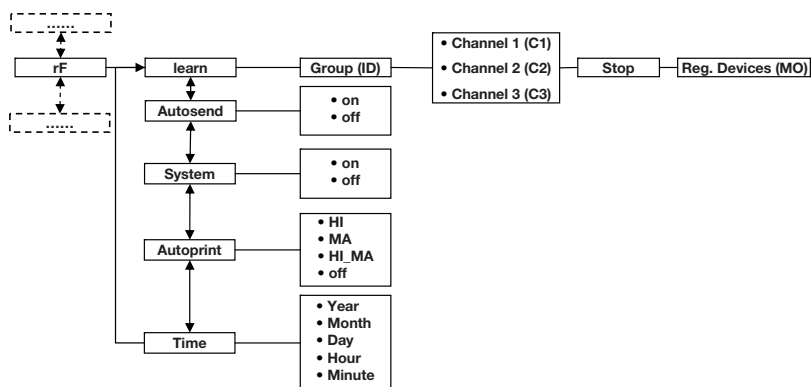 ......
rF
......
learn
Group (ID)
• Channel 1 (C1)
• Channel 2 (C2)
• Channel 3 (C3)
Stop
Reg. Devices (MO)
Autosend
• on
• off
System
• on
• off
Autoprint
• HI
• MA
• HI_MA
• off
Time
• Year
• Month
• Day
• Hour
• Minute